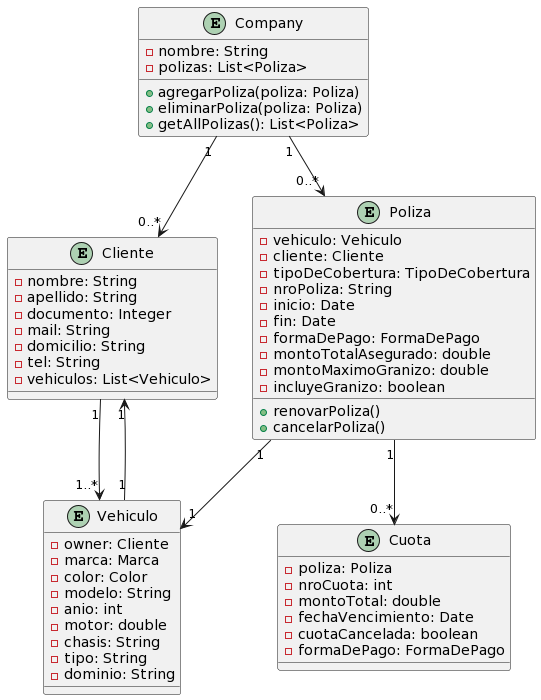 E Company
nombre: String
polizas: List<Poliza>
agregarPoliza(poliza: Poliza)
eliminarPoliza(poliza: Poliza)
getAllPolizas(): List<Poliza>
1
1
0..*
0..*
E Cliente
nombre: String
apellido: String
documento: Integer
mail: String
domicilio: String
tel: String
vehiculos: List<Vehiculo>
E Poliza
vehiculo: Vehiculo
cliente: Cliente
tipoDeCobertura: TipoDeCobertura
nroPoliza: String
inicio: Date
fin: Date
formaDePago: FormaDePago
montoTotalAsegurado: double
montoMaximoGranizo: double
incluyeGranizo: boolean
renovarPoliza()
cancelarPoliza()
1
1
1
1
1..*
1
1
0..*
E Vehiculo
owner: Cliente
marca: Marca
color: Color
modelo: String
anio: int
motor: double
chasis: String
tipo: String
dominio: String
E Cuota
poliza: Poliza
nroCuota: int
montoTotal: double
fechaVencimiento: Date
cuotaCancelada: boolean
formaDePago: FormaDePago